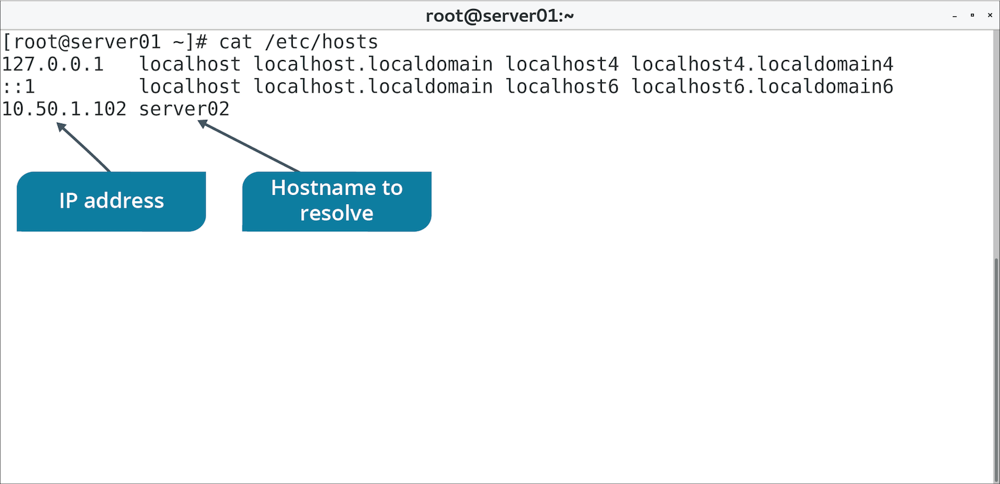 root@server01:~
[root@server01 ~]# cat /etc/hosts
127.0.0.1   localhost localhost.localdomain localhost4 localhost4.localdomain4
::1         localhost localhost.localdomain localhost6 localhost6.localdomain6
10.50.1.102 server02
IP address
Hostname to
resolve